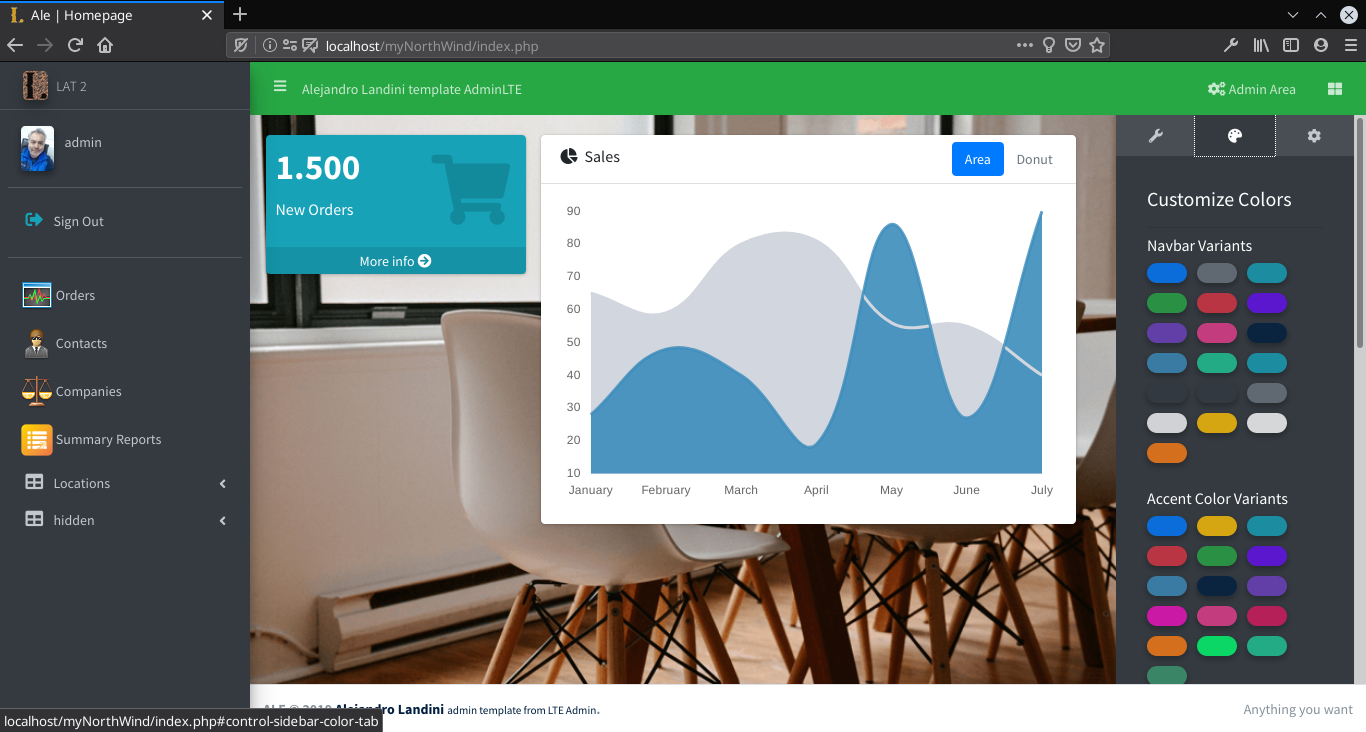 Ale | Homepage
localhost/myNorthWind/index.php
LAT 2
Alejandro Landini template AdminLTE
Admin Area
admin
Sign Out
Orders
Contacts
Companies
Summary Reports
Locations
hidden
1.500
New Orders
More info
Sales
Area
Donut
90
80
70
60
50
40
30
20
10
January February March April May June July
Customize Colors
Navbar Variants
Accent Color Variants
Alejandro Landini admin template from LTE Admin.
Anything you want
localhost/myNorthWind/index.php#control-sidebar-color-tab